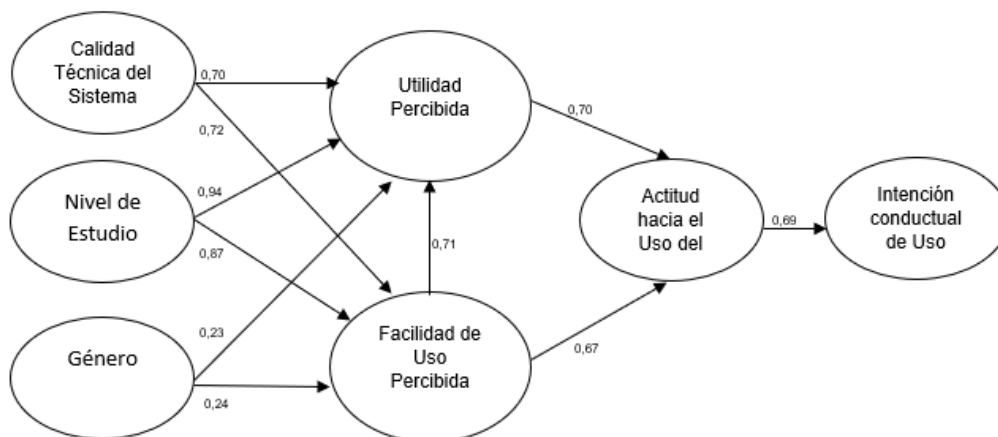 Calidad
Técnica del
Sistema
0,70
0,72
Utilidad
Percibida
0,70
Nivel de
Estudio
0,94
0,87
0,71
Actitud
hacia el
Uso del
0,69
Intención
conductual
de Uso
Género
0,23
0,24
Facilidad de
Uso
Percibida
0,67